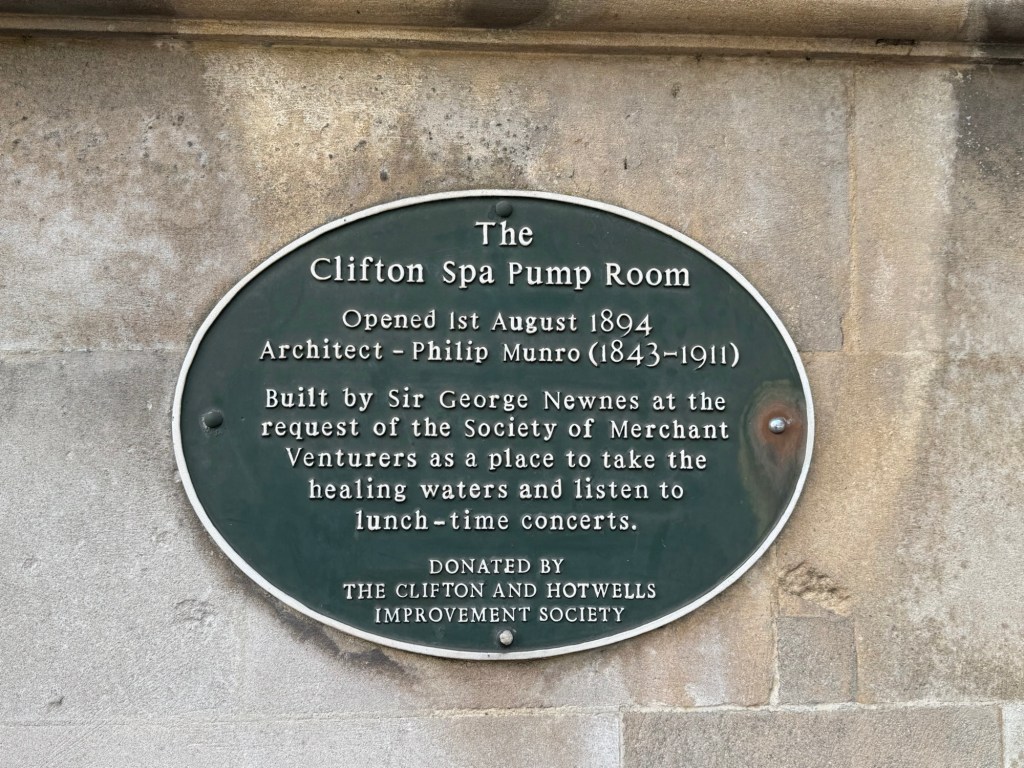 The
Clifton Spa Pump Room
Opened 1st August 1894
Architect - Philip Munro (1843-1911)
Built by Sir George Newnes at the
request of the Society of Merchant
Venturers as a place to take the
healing waters and listen to
lunch-time concerts.
DONATED BY
THE CLIFTON AND HOTWELLS
IMPROVEMENT SOCIETY